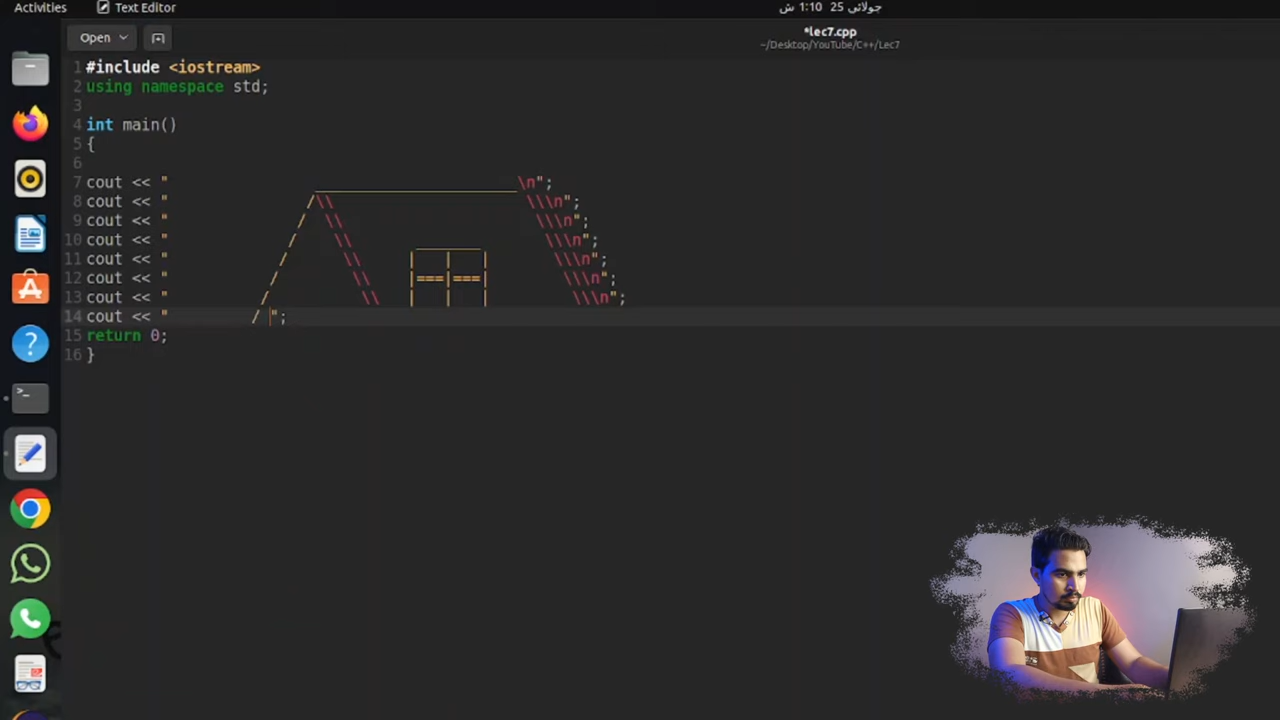 Activities Text Editor جولائی 25 1:10 ش
Open *lec7.cpp
~/Desktop/YouTube/C++/Lec7
1 #include <iostream>
2 using namespace std;
3
4 int main()
5 {
6
7 cout << "                ______________________\n";
8 cout << "               /\\                     \\\n";
9 cout << "              /  \\                     \\\n";
10 cout << "             /    \\       _______       \\\n";
11 cout << "            /      \\     |   |   |       \\\n";
12 cout << "           /        \\    |===|===|        \\\n";
13 cout << "          /          \\   |   |   |         \\\n";
14 cout << "         / ";
15 return 0;
16 }